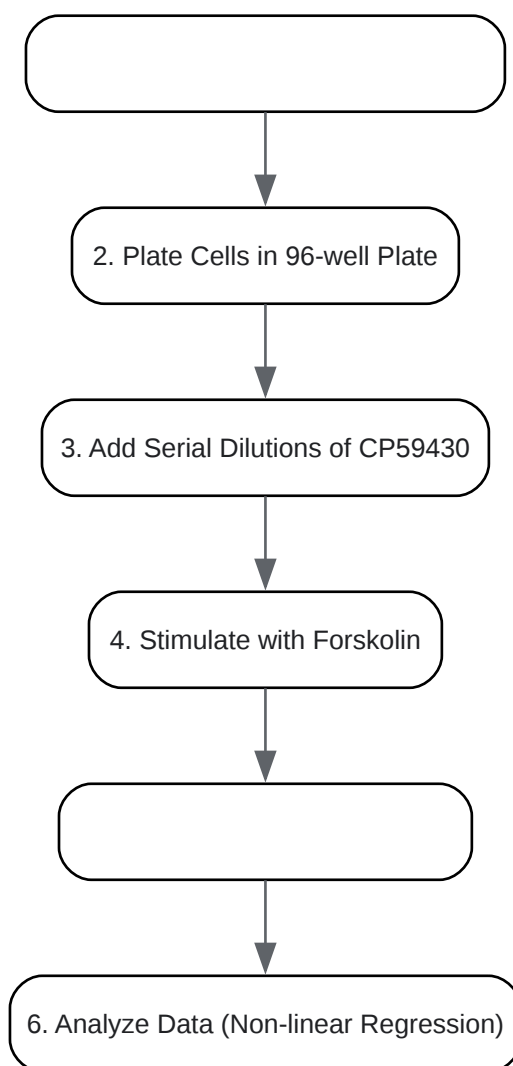 2. Plate Cells in 96-well Plate
3. Add Serial Dilutions of CP59430
4. Stimulate with Forskolin
6. Analyze Data (Non-linear Regression)